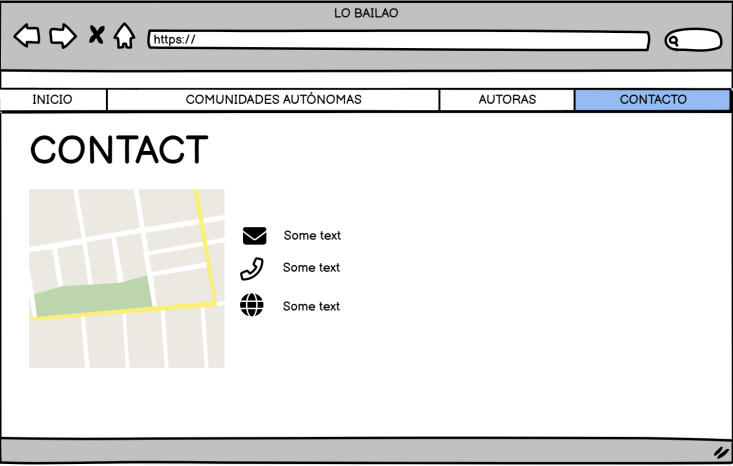 LO BAILAO
https://
INICIO
COMUNIDADES AUTÓNOMAS
AUTORAS
CONTACTO
CONTACT
Some text
Some text
Some text